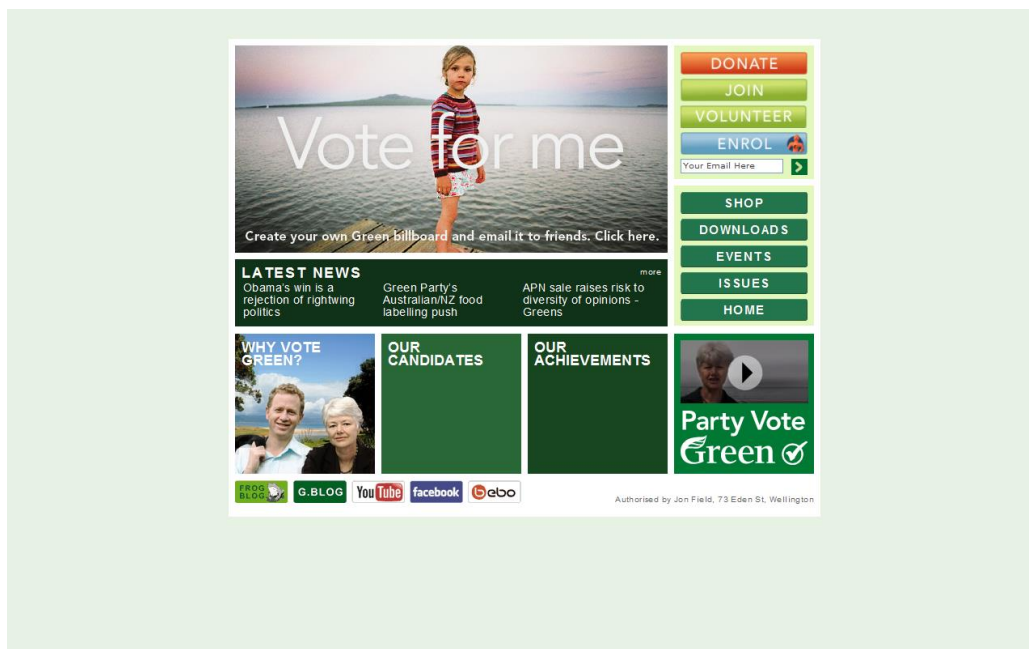 Vote for me
Create your own Green billboard and email it to friends. Click here.
DONATE
JOIN
VOLUNTEER
ENROL
Your Email Here
SHOP
DOWNLOADS
EVENTS
ISSUES
HOME
LATEST NEWS
more
Obama's win is a
rejection of rightwing
politics
Green Party's
Australian/NZ food
labelling push
APN sale raises risk to
diversity of opinions -
Greens
WHY VOTE
GREEN?
OUR
CANDIDATES
OUR
ACHIEVEMENTS
Party Vote
Green
FROG
BLOG
G.BLOG
YouTube
facebook
bebo
Authorised by Jon Field, 73 Eden St, Wellington